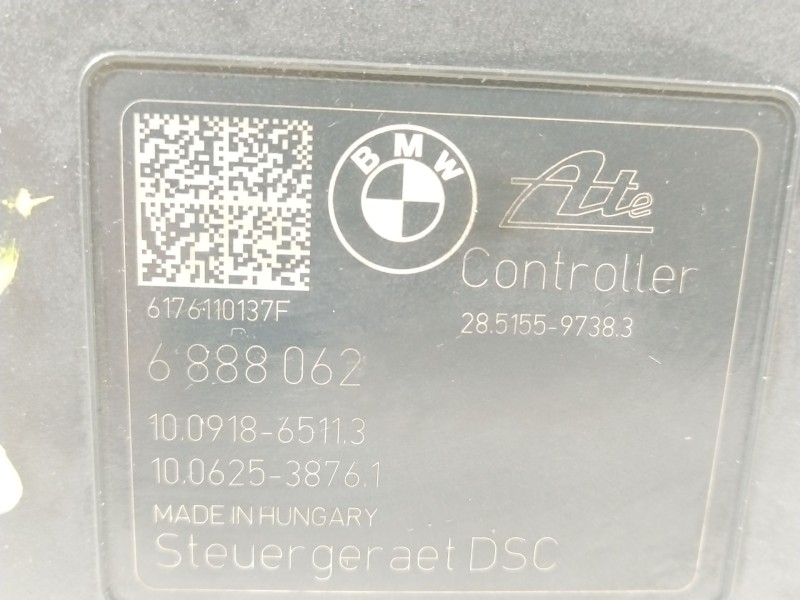 BMW
Ate
Controller
6176110137F
28.5155-9738.3
6 888 062
10.0918-6511.3
10.0625-3876.1
MADE IN HUNGARY
Steuergeraet DSC